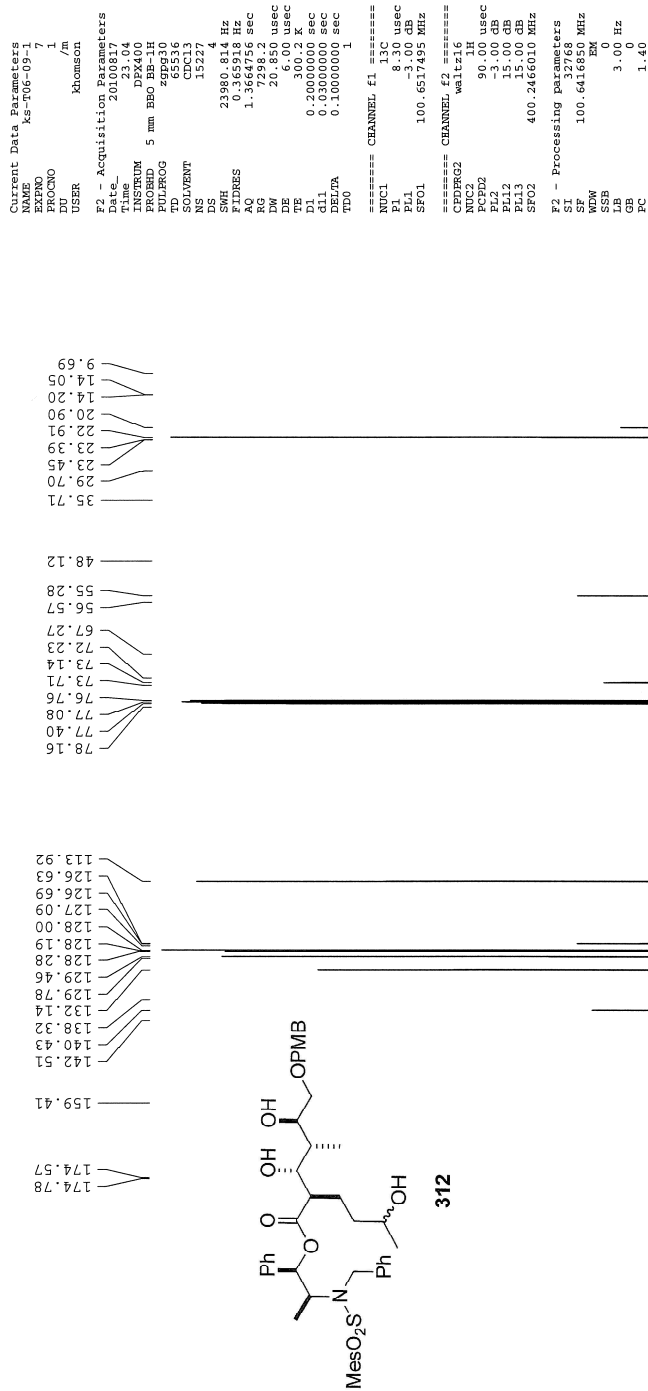 Current Data Parameters
NAME ks-T06-09-1
EXPNO 7
PROCNO 1
DU /m
USER khomson
F2 - Acquisition Parameters
Date_ 20100817
Time 23.04
INSTRUM DPX400
PROBHD 5 mm BBO BB-1H
PULPROG zgpg30
TD 65536
SOLVENT CDCl3
NS 15227
DS 4
SWH 23980.814 Hz
FIDRES 0.365918 Hz
AQ 1.3664756 sec
RG 7298.2
DW 20.850 usec
DE 6.00 usec
TE 300.2 K
D1 0.20000000 sec
d11 0.03000000 sec
DELTA 0.10000000 sec
TD0 1
======== CHANNEL f1 ========
NUC1 13C
P1 8.30 usec
PL1 -3.00 dB
SFO1 100.6517495 MHz
======== CHANNEL f2 ========
CPDPRG2 waltz16
NUC2 1H
PCPD2 90.00 usec
PL2 -3.00 dB
PL12 15.00 dB
PL13 15.00 dB
SFO2 400.2466010 MHz
F2 - Processing parameters
SI 32768
SF 100.6416850 MHz
WDW EM
SSB 0
LB 3.00 Hz
GB 0
PC 1.40
9.69
14.05
14.20
20.90
22.91
23.39
23.45
29.70
35.71
48.12
55.28
56.57
67.27
72.23
73.14
73.71
76.76
77.08
77.40
78.16
113.92
126.63
126.69
127.09
128.00
128.19
128.28
129.46
129.78
132.14
138.32
140.43
142.51
159.41
174.57
174.78
OPMB
OH
OH
O
OH
Ph
O
N
Ph
MesO2S
312